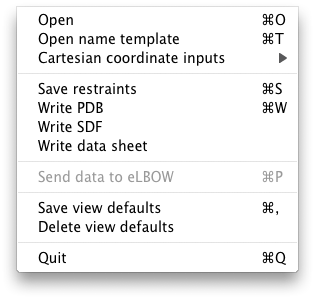 Open ⌘O
Open name template ⌘T
Cartesian coordinate inputs ▶
Save restraints ⌘S
Write PDB ⌘W
Write SDF
Write data sheet
Send data to eLBOW ⌘P
Save view defaults ⌘,
Delete view defaults
Quit ⌘Q